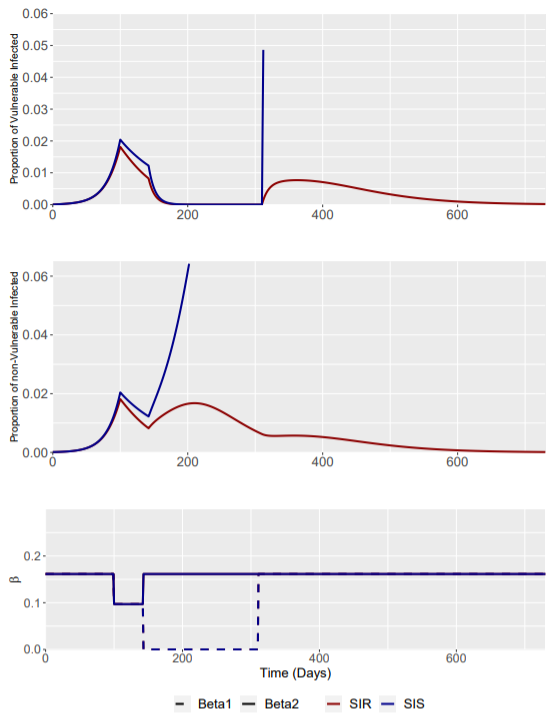 Proportion of Vulnerable Infected
0.06
0.05
0.04
0.03
0.02
0.01
0.00
0 200 400 600
Proportion of non-Vulnerable Infected
0.06
0.04
0.02
0.00
0 200 400 600
β
0.2
0.1
0.0
0 200 400 600
Time (Days)
Beta1 Beta2 SIR SIS